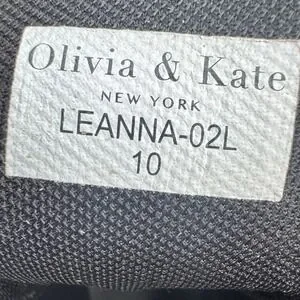 Olivia & Kate
NEW YORK
LEANNA-02L
10